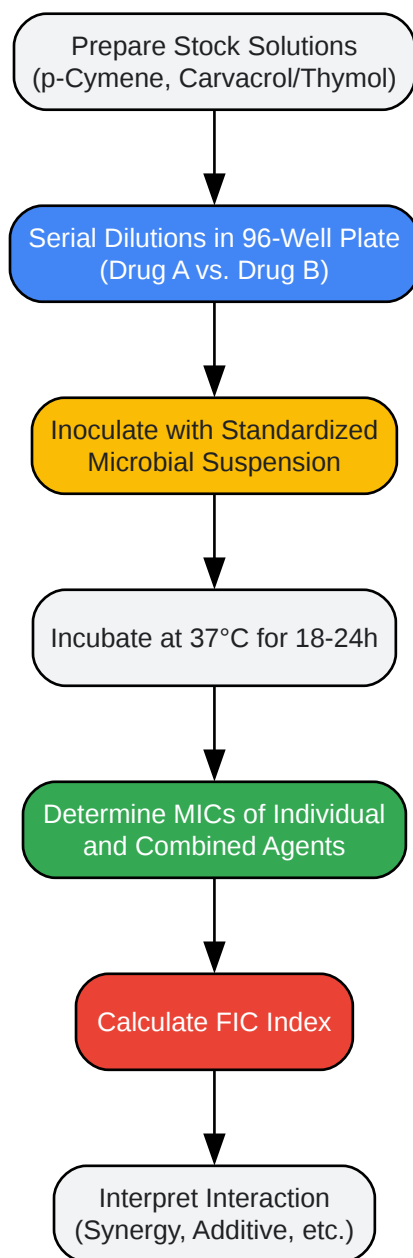 Prepare Stock Solutions
(p-Cymene, Carvacrol/Thymol)
Serial Dilutions in 96-Well Plate
(Drug A vs. Drug B)
Inoculate with Standardized
Microbial Suspension
Incubate at 37°C for 18-24h
Determine MICs of Individual
and Combined Agents
Calculate FIC Index
Interpret Interaction
(Synergy, Additive, etc.)